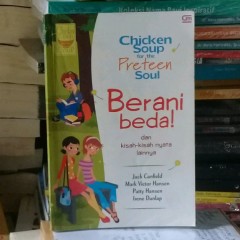 Chicken
Soup
for the
Preteen
Soul
Berani
beda!
dan
kisah-kisah nyata
lainnya
Jack Canfield
Mark Victor Hansen
Patty Hansen
Irene Dunlap